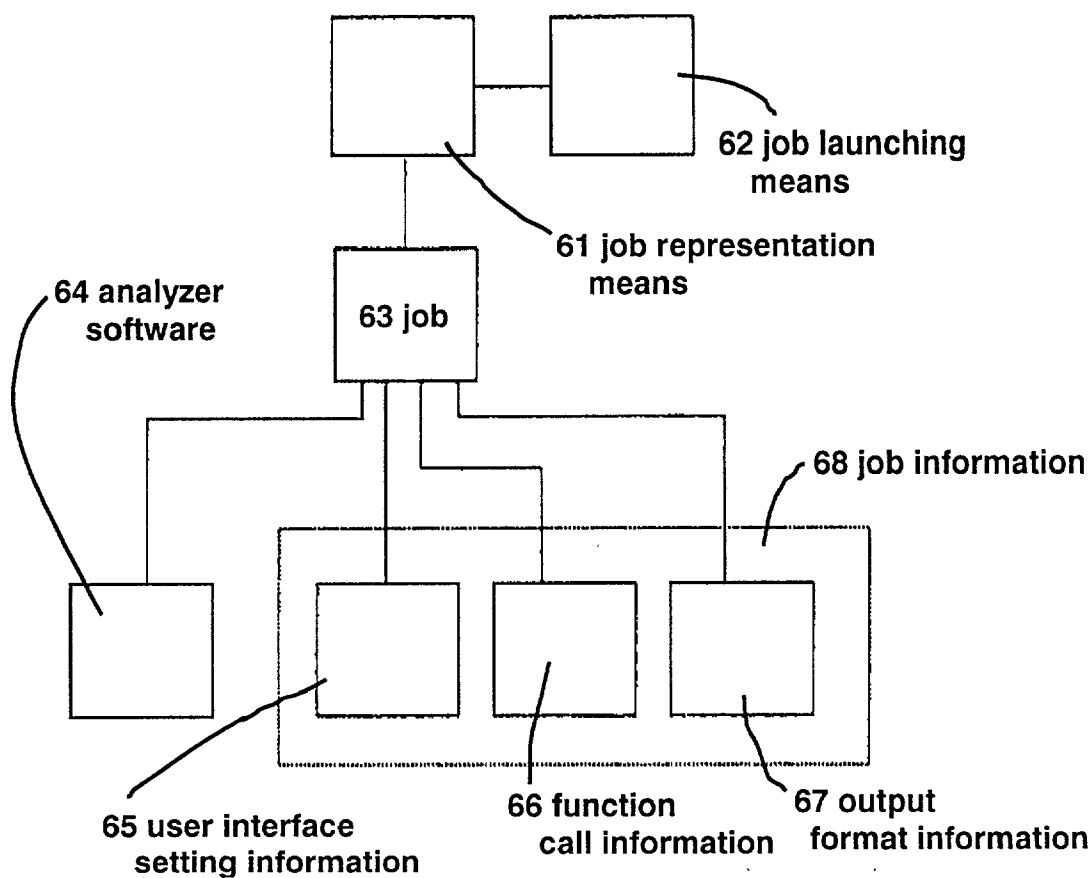 62 job launching
means
61 job representation
means
64 analyzer
software
63 job
68 job information
65 user interface
setting information
66 function
call information
67 output
format information